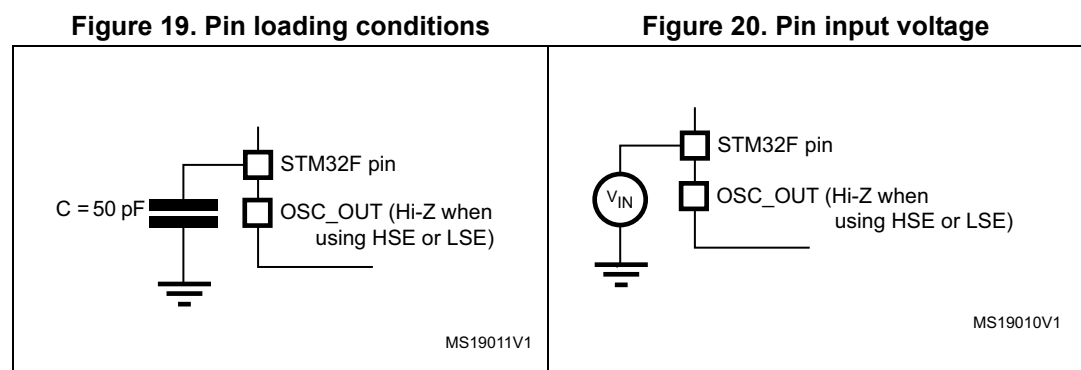 Figure 19. Pin loading conditions
Figure 20. Pin input voltage
STM32F pin
C = 50 pF
OSC_OUT (Hi-Z when
using HSE or LSE)
MS19011V1
STM32F pin
VIN
OSC_OUT (Hi-Z when
using HSE or LSE)
MS19010V1